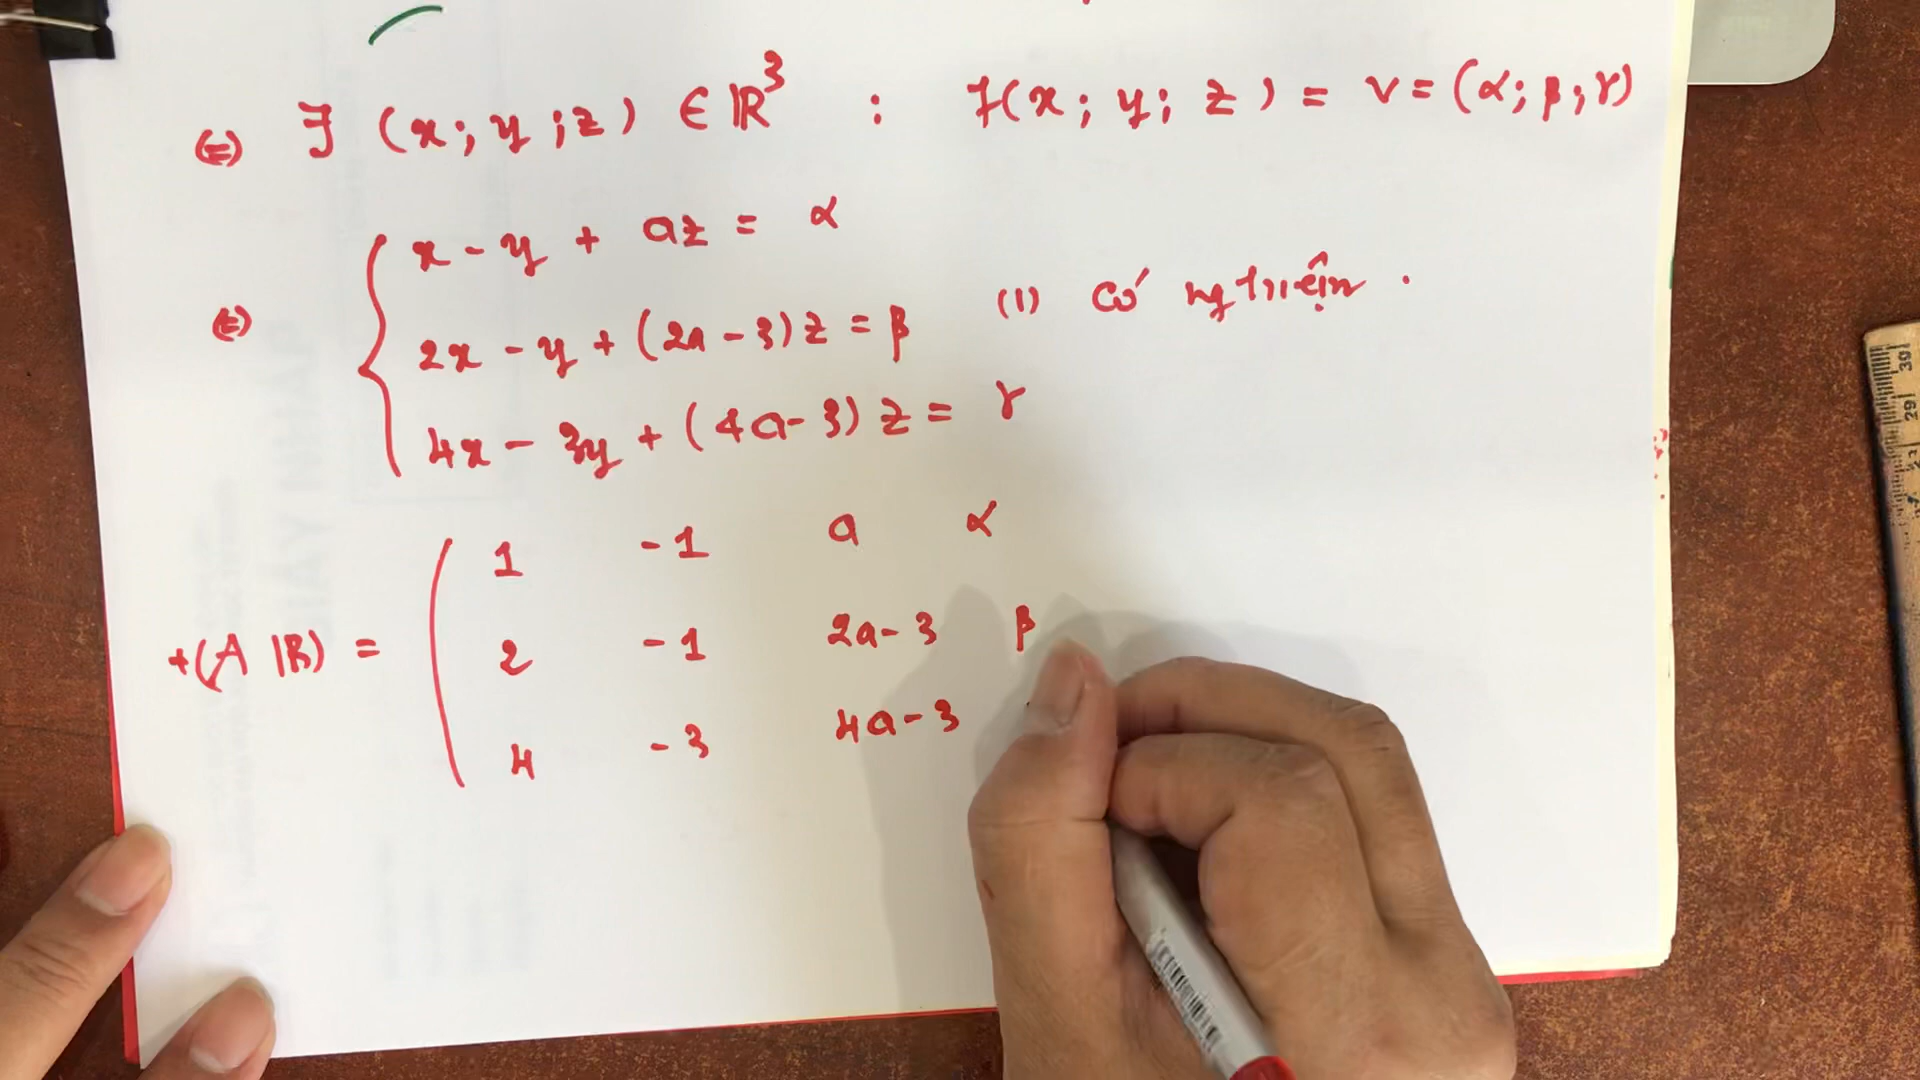 (=) ∃ (x; y; z) ∈ ℝ³ : f(x; y; z) = v = (α; β; γ)
x - y + az = α
(=) 2x - y + (2a - 3)z = β (1) Có nghiệm.
4x - 3y + (4a - 3)z = γ
1 -1 a α
+(A|B) = ( 2 -1 2a-3 β
4 -3 4a-3